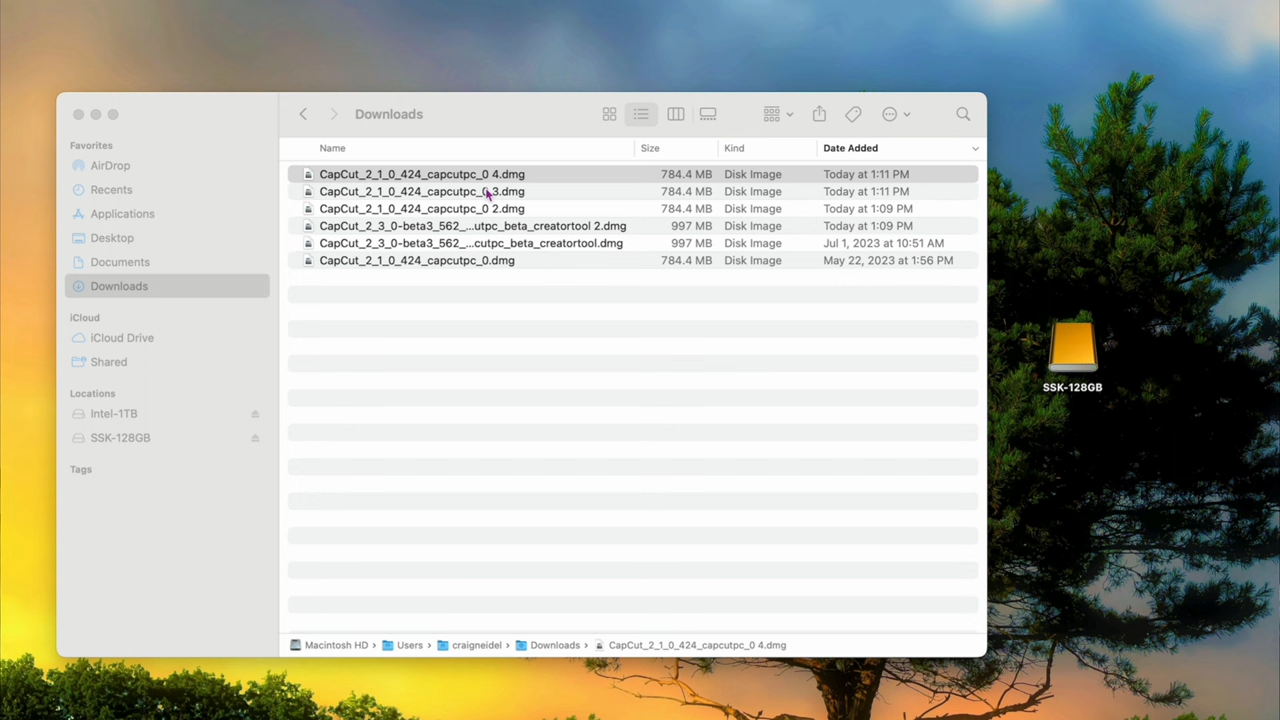 Downloads
Favorites
AirDrop
Recents
Applications
Desktop
Documents
Downloads
iCloud
iCloud Drive
Shared
Locations
Intel-1TB
SSK-128GB
Tags
Name Size Kind Date Added
CapCut_2_1_0_424_capcutpc_0 4.dmg 784.4 MB Disk Image Today at 1:11 PM
CapCut_2_1_0_424_capcutpc_0 3.dmg 784.4 MB Disk Image Today at 1:11 PM
CapCut_2_1_0_424_capcutpc_0 2.dmg 784.4 MB Disk Image Today at 1:09 PM
CapCut_2_3_0-beta3_562_...utpc_beta_creatortool 2.dmg 997 MB Disk Image Today at 1:09 PM
CapCut_2_3_0-beta3_562_...cutpc_beta_creatortool.dmg 997 MB Disk Image Jul 1, 2023 at 10:51 AM
CapCut_2_1_0_424_capcutpc_0.dmg 784.4 MB Disk Image May 22, 2023 at 1:56 PM
Macintosh HD › Users › craigneidel › Downloads › CapCut_2_1_0_424_capcutpc_0 4.dmg
SSK-128GB